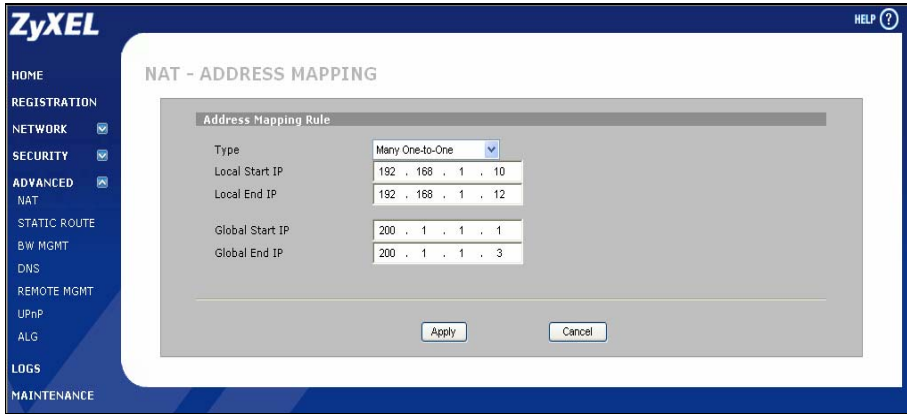 ZyXEL
HELP ?
HOME
REGISTRATION
NETWORK
SECURITY
ADVANCED
NAT
STATIC ROUTE
BW MGMT
DNS
REMOTE MGMT
UPnP
ALG
LOGS
MAINTENANCE
NAT - ADDRESS MAPPING
Address Mapping Rule
Type Many One-to-One
Local Start IP 192 . 168 . 1 . 10
Local End IP 192 . 168 . 1 . 12
Global Start IP 200 . 1 . 1 . 1
Global End IP 200 . 1 . 1 . 3
Apply Cancel